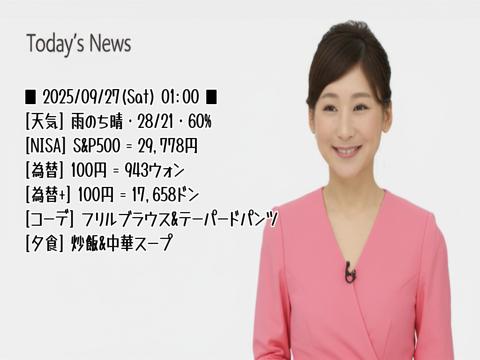 Today's News
■ 2025/09/27(Sat) 01:00 ■
[天気] 雨のち晴・28/21・60%
[NISA] S&P500 = 29,778円
[為替] 100円 = 943ウォン
[為替+] 100円 = 17,658ドン
[コーデ] フリルブラウス&テーパードパンツ
[夕食] 炒飯&中華スープ